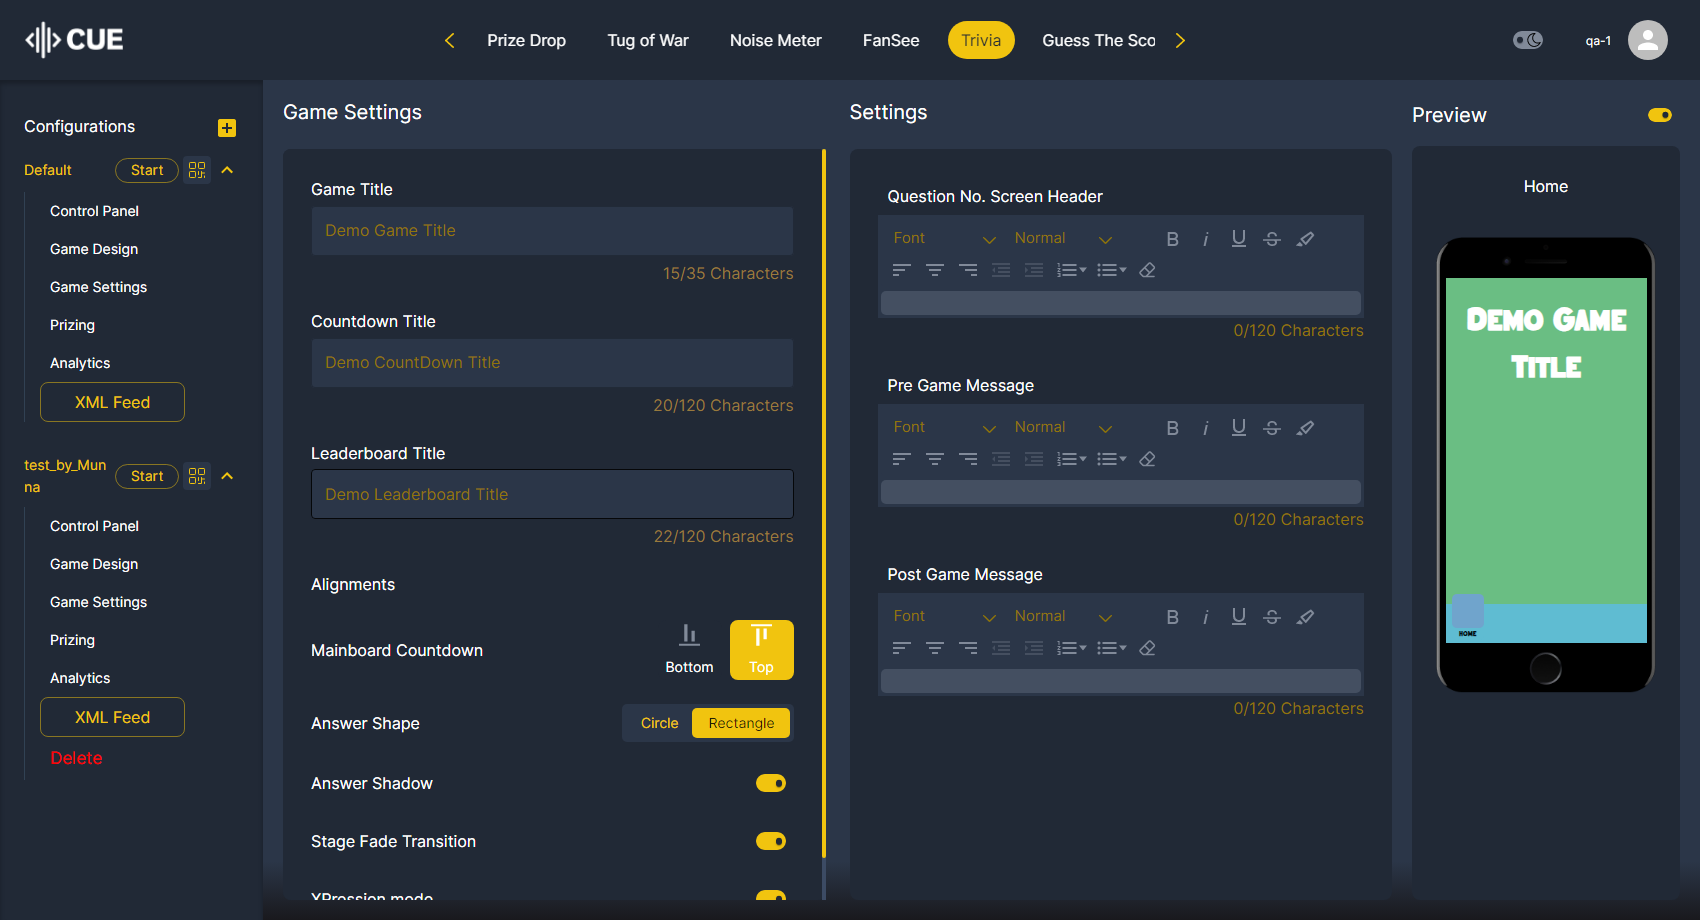 CUE
Prize Drop
Tug of War
Noise Meter
FanSee
Trivia
Guess The Sco
qa-1
Configurations
Default
Start
Control Panel
Game Design
Game Settings
Prizing
Analytics
XML Feed
test_by_Mun
na
Start
Control Panel
Game Design
Game Settings
Prizing
Analytics
XML Feed
Delete
Game Settings
Game Title
Demo Game Title
15/35 Characters
Countdown Title
Demo CountDown Title
20/120 Characters
Leaderboard Title
Demo Leaderboard Title
22/120 Characters
Alignments
Mainboard Countdown
Bottom
Top
Answer Shape
Circle
Rectangle
Answer Shadow
Stage Fade Transition
XPression mode
Settings
Question No. Screen Header
Font
Normal
B i U S
0/120 Characters
Pre Game Message
Font
Normal
B i U S
0/120 Characters
Post Game Message
Font
Normal
B i U S
0/120 Characters
Preview
Home
Demo Game
Title
HOME